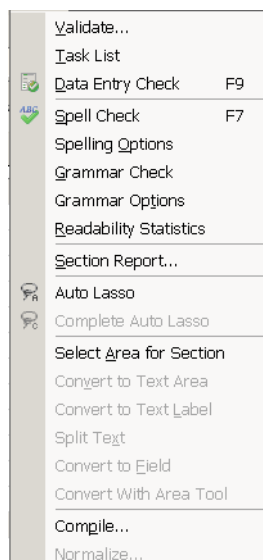 Validate...
Task List
Data Entry Check F9
ABC Spell Check F7
Spelling Options
Grammar Check
Grammar Options
Readability Statistics
Section Report...
A Auto Lasso
C Complete Auto Lasso
Select Area for Section
Convert to Text Area
Convert to Text Label
Split Text
Convert to Field
Convert With Area Tool
Compile...
Normalize...